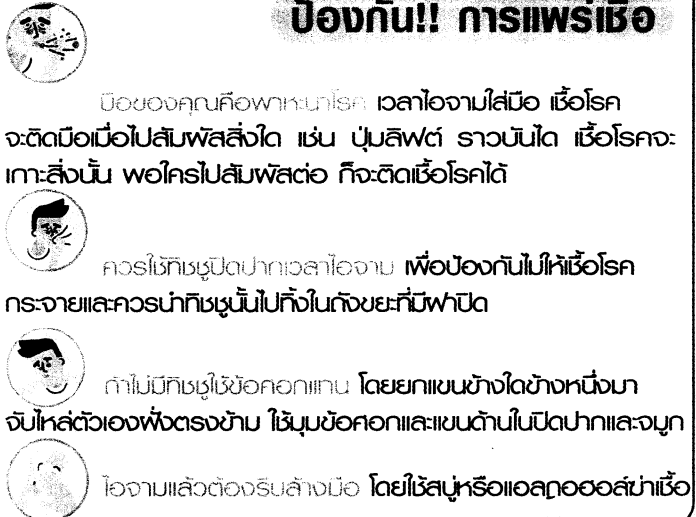 ป้องกัน!! การแพร่เชื้อ
มือของคุณคือพาหะนำโรค เวลาไอจามใส่มือ เชื้อโรค
จะติดมือเมื่อไปสัมผัสสิ่งใด เช่น ปุ่มลิฟต์ ราวบันได เชื้อโรคจะ
เกาะสิ่งนั้น พอใครไปสัมผัสต่อ ก็จะติดเชื้อโรคได้
ควรใช้ทิชชูปิดปากเวลาไอจาม เพื่อป้องกันไม่ให้เชื้อโรค
กระจายและควรนำทิชชูนั้นไปทิ้งในถังขยะที่มีฝาปิด
ถ้าไม่มีทิชชูใช้ข้อศอกแทน โดยยกแขนข้างใดข้างหนึ่งมา
จับไหล่ตัวเองฝั่งตรงข้าม ใช้มุมข้อศอกและแขนด้านในปิดปากและจมูก
ไอจามแล้วต้องรีบล้างมือ โดยใช้สบู่หรือแอลกอฮอล์ฆ่าเชื้อ